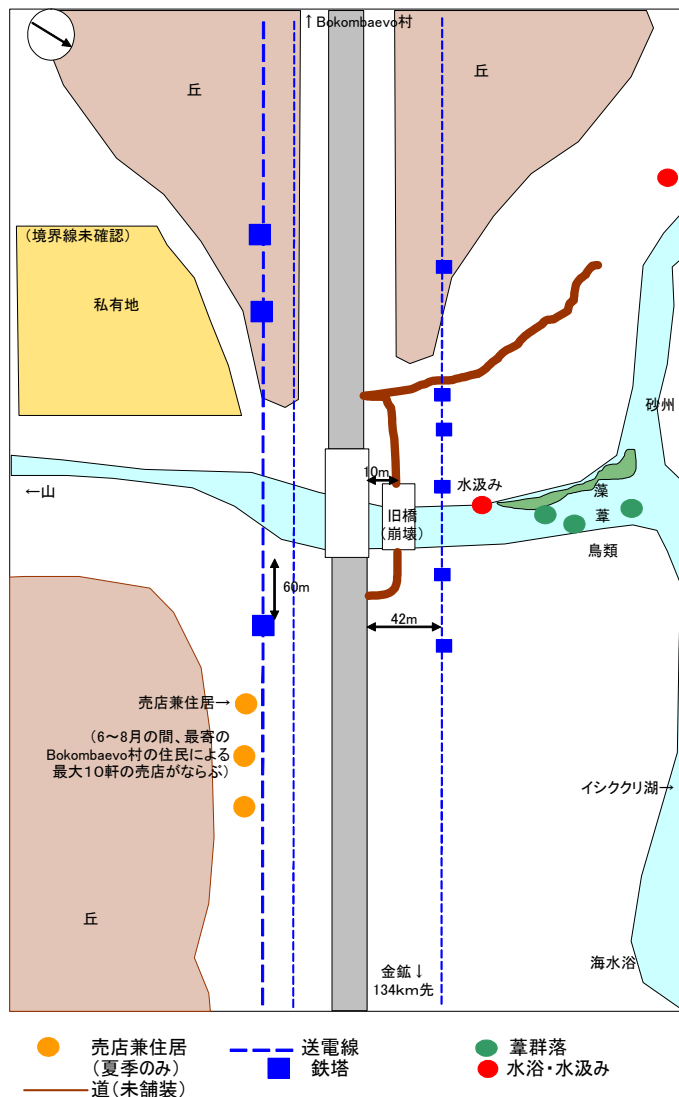 ↑Bokombaevo村
丘
丘
(境界線未確認)
私有地
砂州
10m
水汲み
藻
←山
旧橋
(崩壊)
葦
鳥類
60m
42m
売店兼住居→
(6～8月の間、最寄の
Bokombaevo村の住民による
最大10軒の売店がならぶ)
イシククリ湖→
丘
海水浴
金鉱↓
134km先
売店兼住居
(夏季のみ)
送電線
鉄塔
葦群落
水浴・水汲み
道(未舗装)